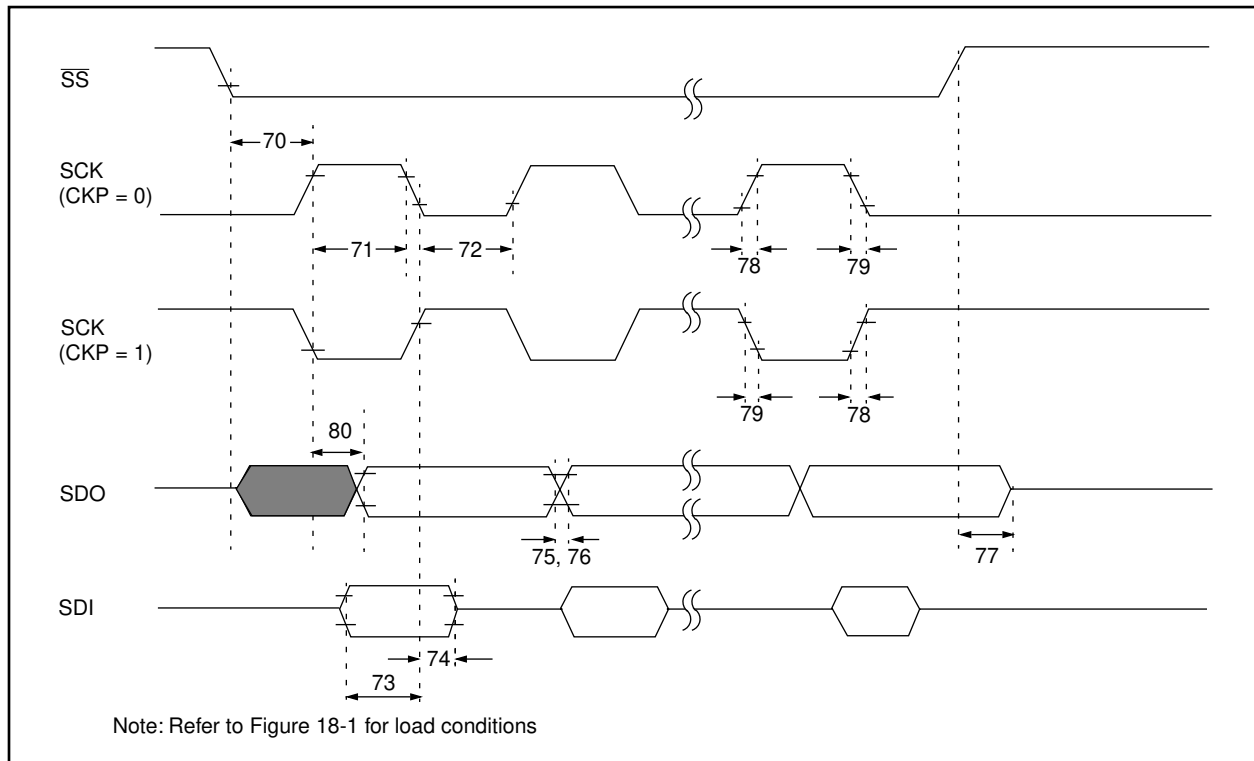 SS
70
SCK
(CKP = 0)
71
72
78
79
SCK
(CKP = 1)
79
78
80
SDO
75, 76
77
SDI
74
73
Note: Refer to Figure 18-1 for load conditions